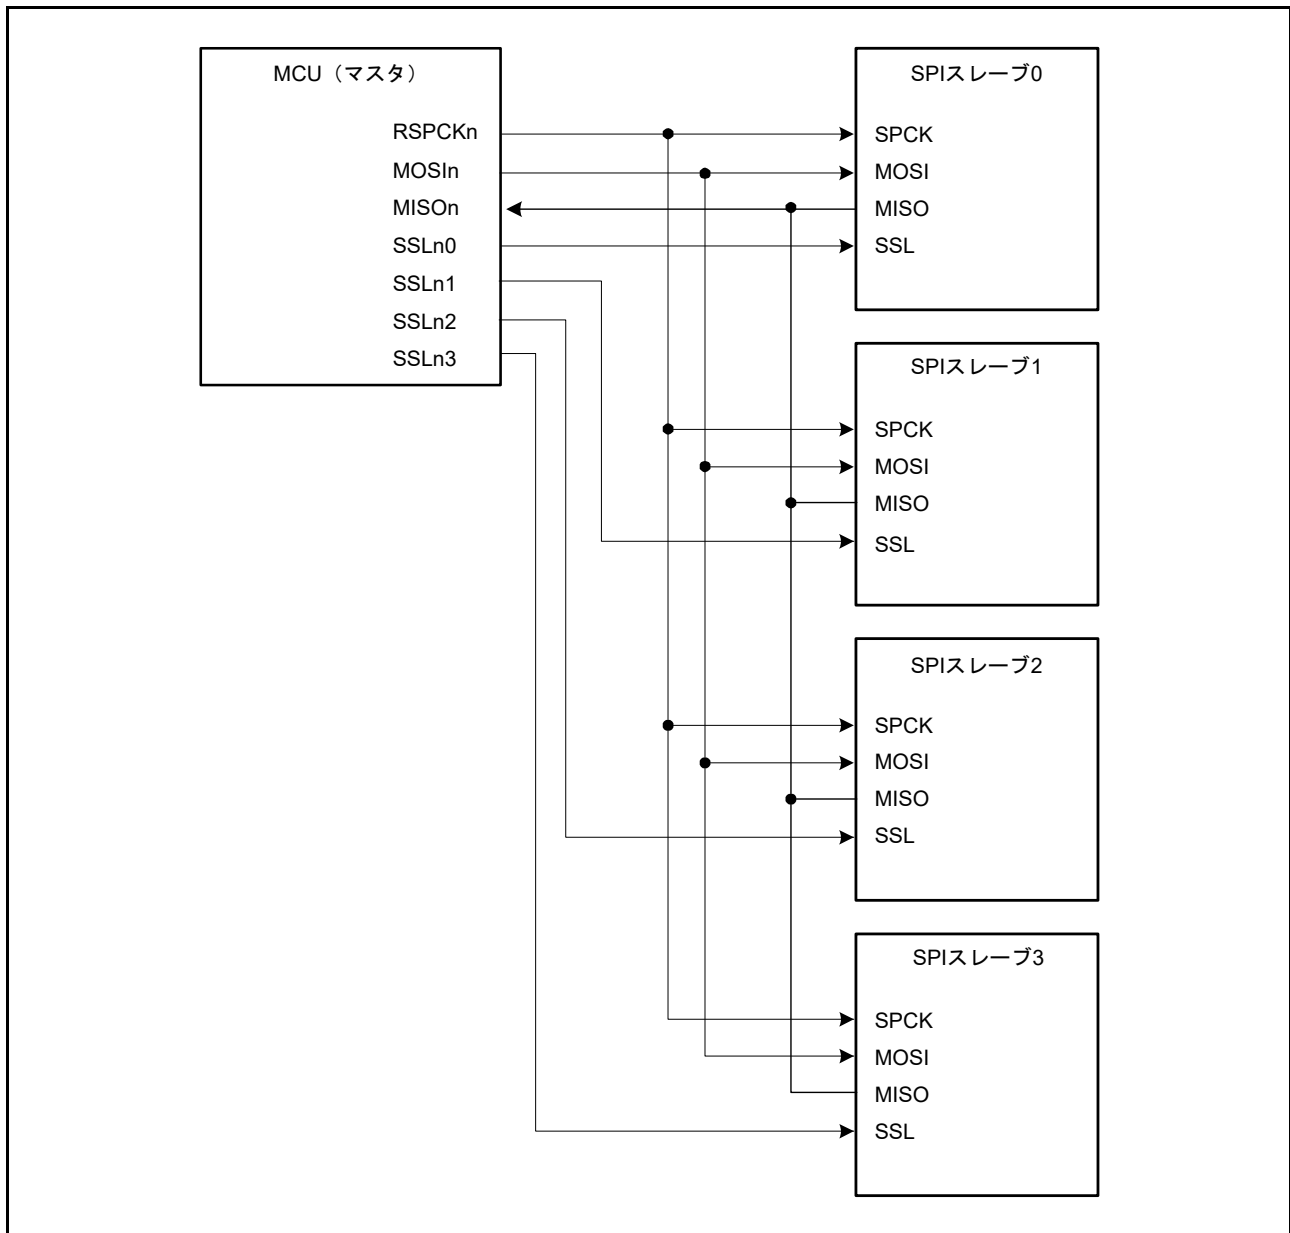 MCU（マスタ）
RSPCKn
MOSIn
MISOn
SSLn0
SSLn1
SSLn2
SSLn3
SPIスレーブ0
SPCK
MOSI
MISO
SSL
SPIスレーブ1
SPCK
MOSI
MISO
SSL
SPIスレーブ2
SPCK
MOSI
MISO
SSL
SPIスレーブ3
SPCK
MOSI
MISO
SSL